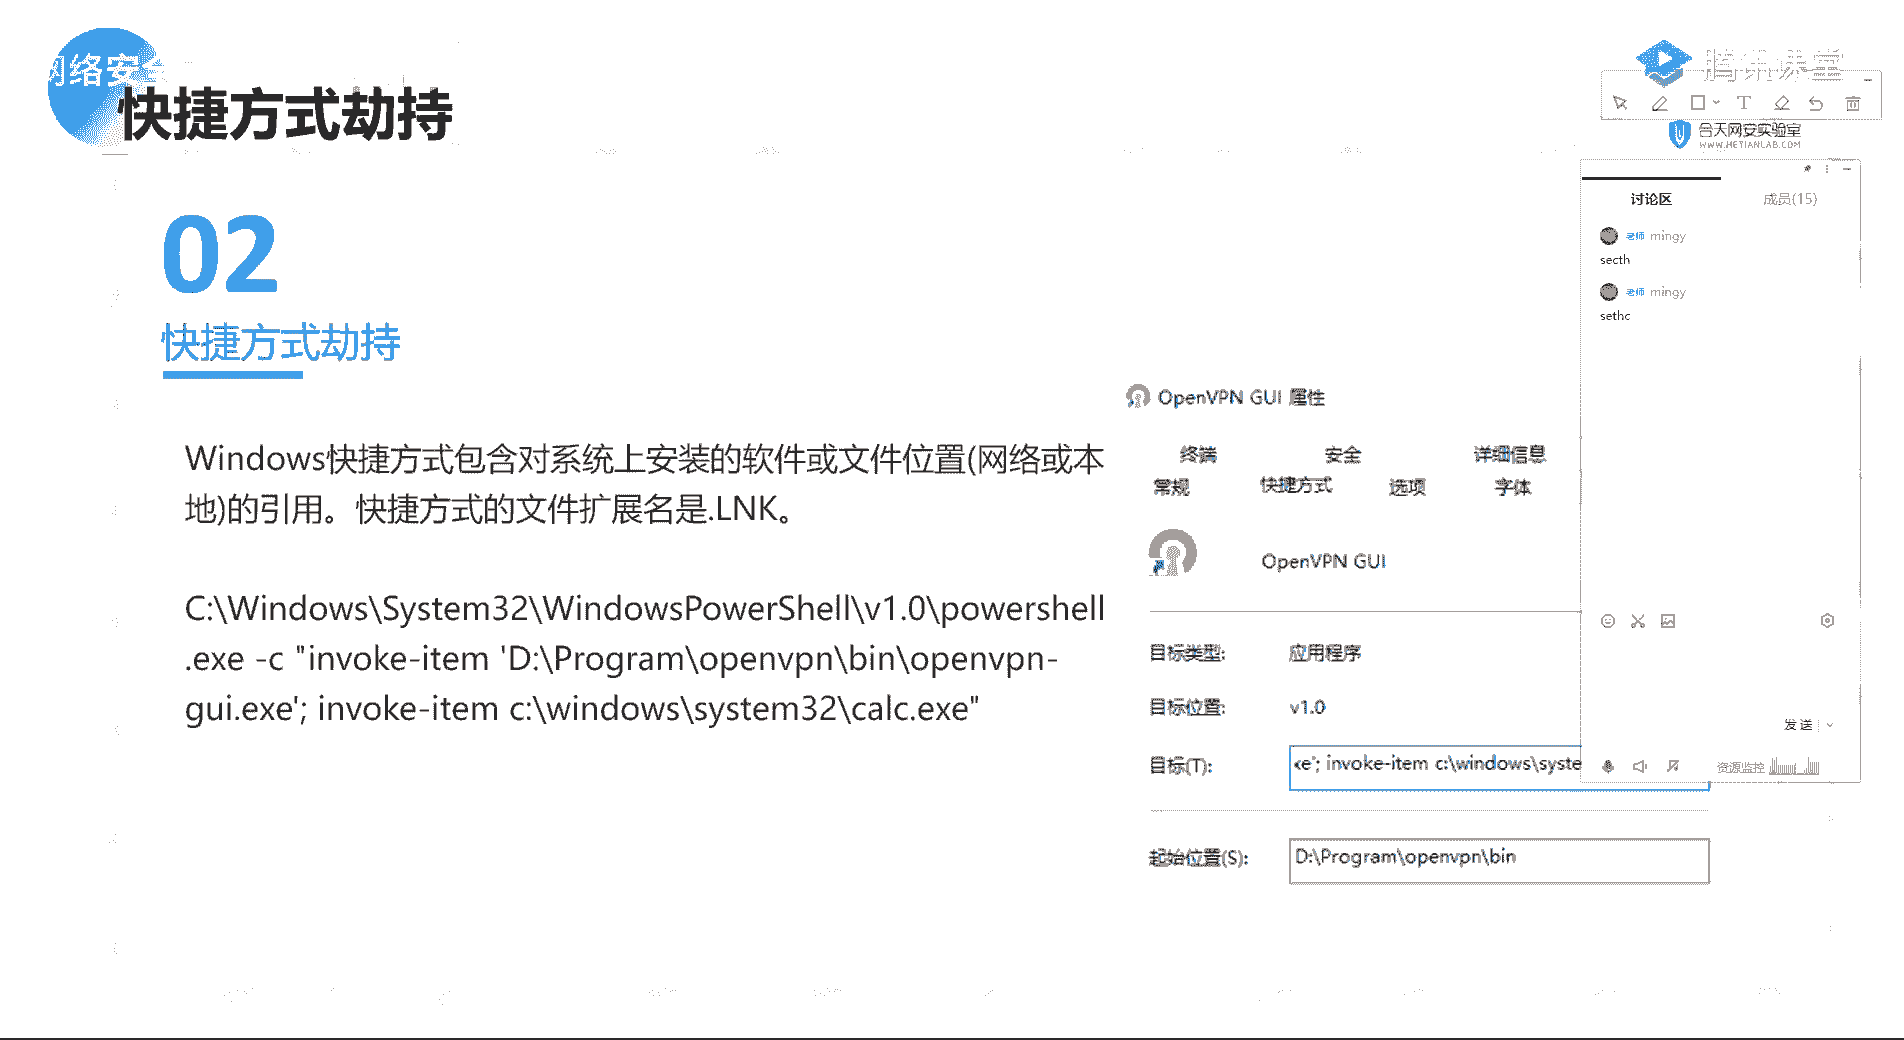 网络安全
快捷方式劫持
腾讯课堂
合天网安实验室
WWW.HETIANLAB.COM
02
快捷方式劫持
Windows快捷方式包含对系统上安装的软件或文件位置(网络或本
地)的引用。快捷方式的文件扩展名是.LNK。
C:\Windows\System32\WindowsPowerShell\v1.0\powershell
.exe -c "invoke-item 'D:\Program\openvpn\bin\openvpn-
gui.exe'; invoke-item c:\windows\system32\calc.exe"
OpenVPN GUI 属性
终端 安全 详细信息
常规 快捷方式 选项 字体
OpenVPN GUI
目标类型: 应用程序
目标位置: v1.0
目标(T): ‹e'; invoke-item c:\windows\syste
起始位置(S): D:\Program\openvpn\bin
讨论区 成员(15)
老师 mingy
secth
老师 mingy
sethc
发送
资源监控